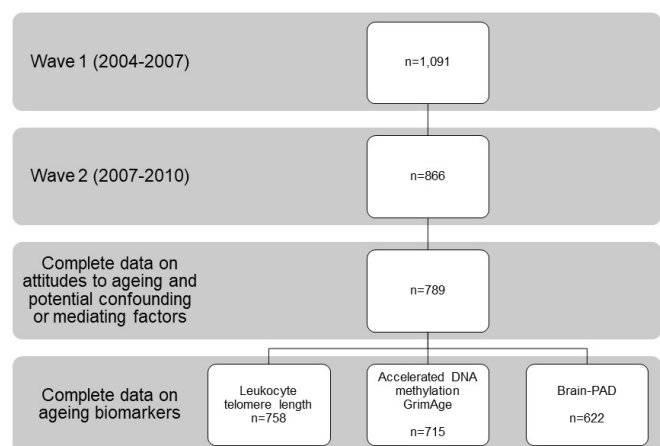 Wave 1 (2004-2007)
n=1,091
Wave 2 (2007-2010)
n=866
Complete data on
attitudes to ageing and
potential confounding
or mediating factors
n=789
Complete data on
ageing biomarkers
Leukocyte
telomere length
n=758
Accelerated DNA
methylation
GrimAge
n=715
Brain-PAD
n=622